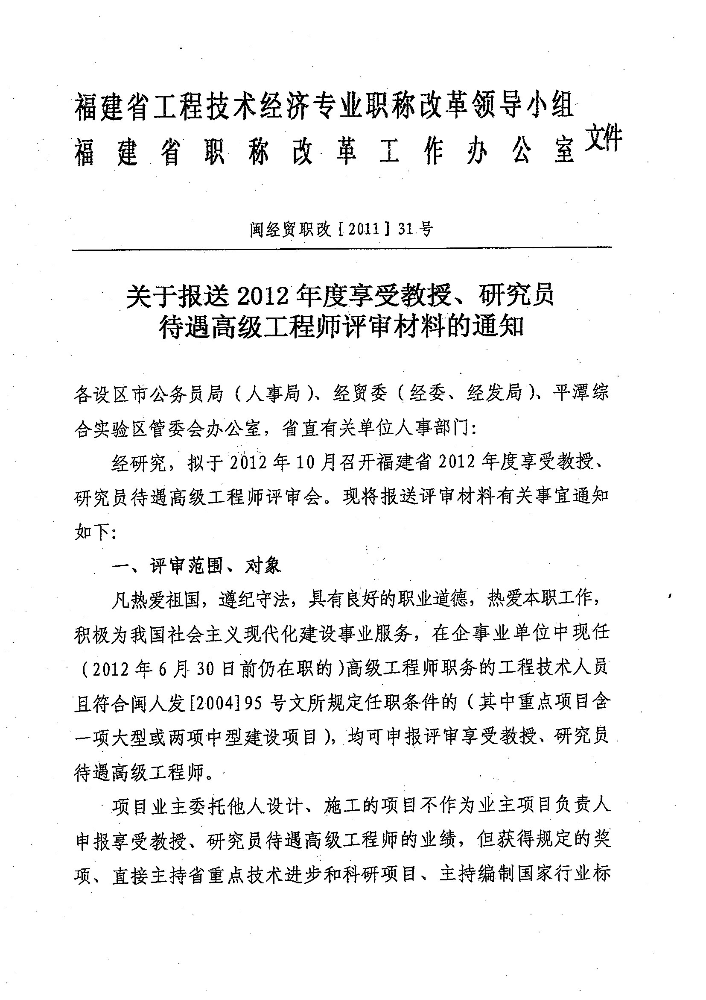 福建省工程技术经济专业职称改革领导小组
福建省职称改革工作办公室
文件
闽经贸职改[2011]31号
关于报送2012年度享受教授、研究员
待遇高级工程师评审材料的通知
各设区市公务员局（人事局）、经贸委（经委、经发局）、平潭综
合实验区管委会办公室，省直有关单位人事部门：
经研究，拟于2012年10月召开福建省2012年度享受教授、
研究员待遇高级工程师评审会。现将报送评审材料有关事宜通知
如下：
一、评审范围、对象
凡热爱祖国，遵纪守法，具有良好的职业道德，热爱本职工作，
积极为我国社会主义现代化建设事业服务，在企事业单位中现任
（2012年6月30日前仍在职的）高级工程师职务的工程技术人员
且符合闽人发[2004]95号文所规定任职条件的（其中重点项目含
一项大型或两项中型建设项目），均可申报评审享受教授、研究员
待遇高级工程师。
项目业主委托他人设计、施工的项目不作为业主项目负责人
申报享受教授、研究员待遇高级工程师的业绩，但获得规定的奖
项、直接主持省重点技术进步和科研项目、主持编制国家行业标